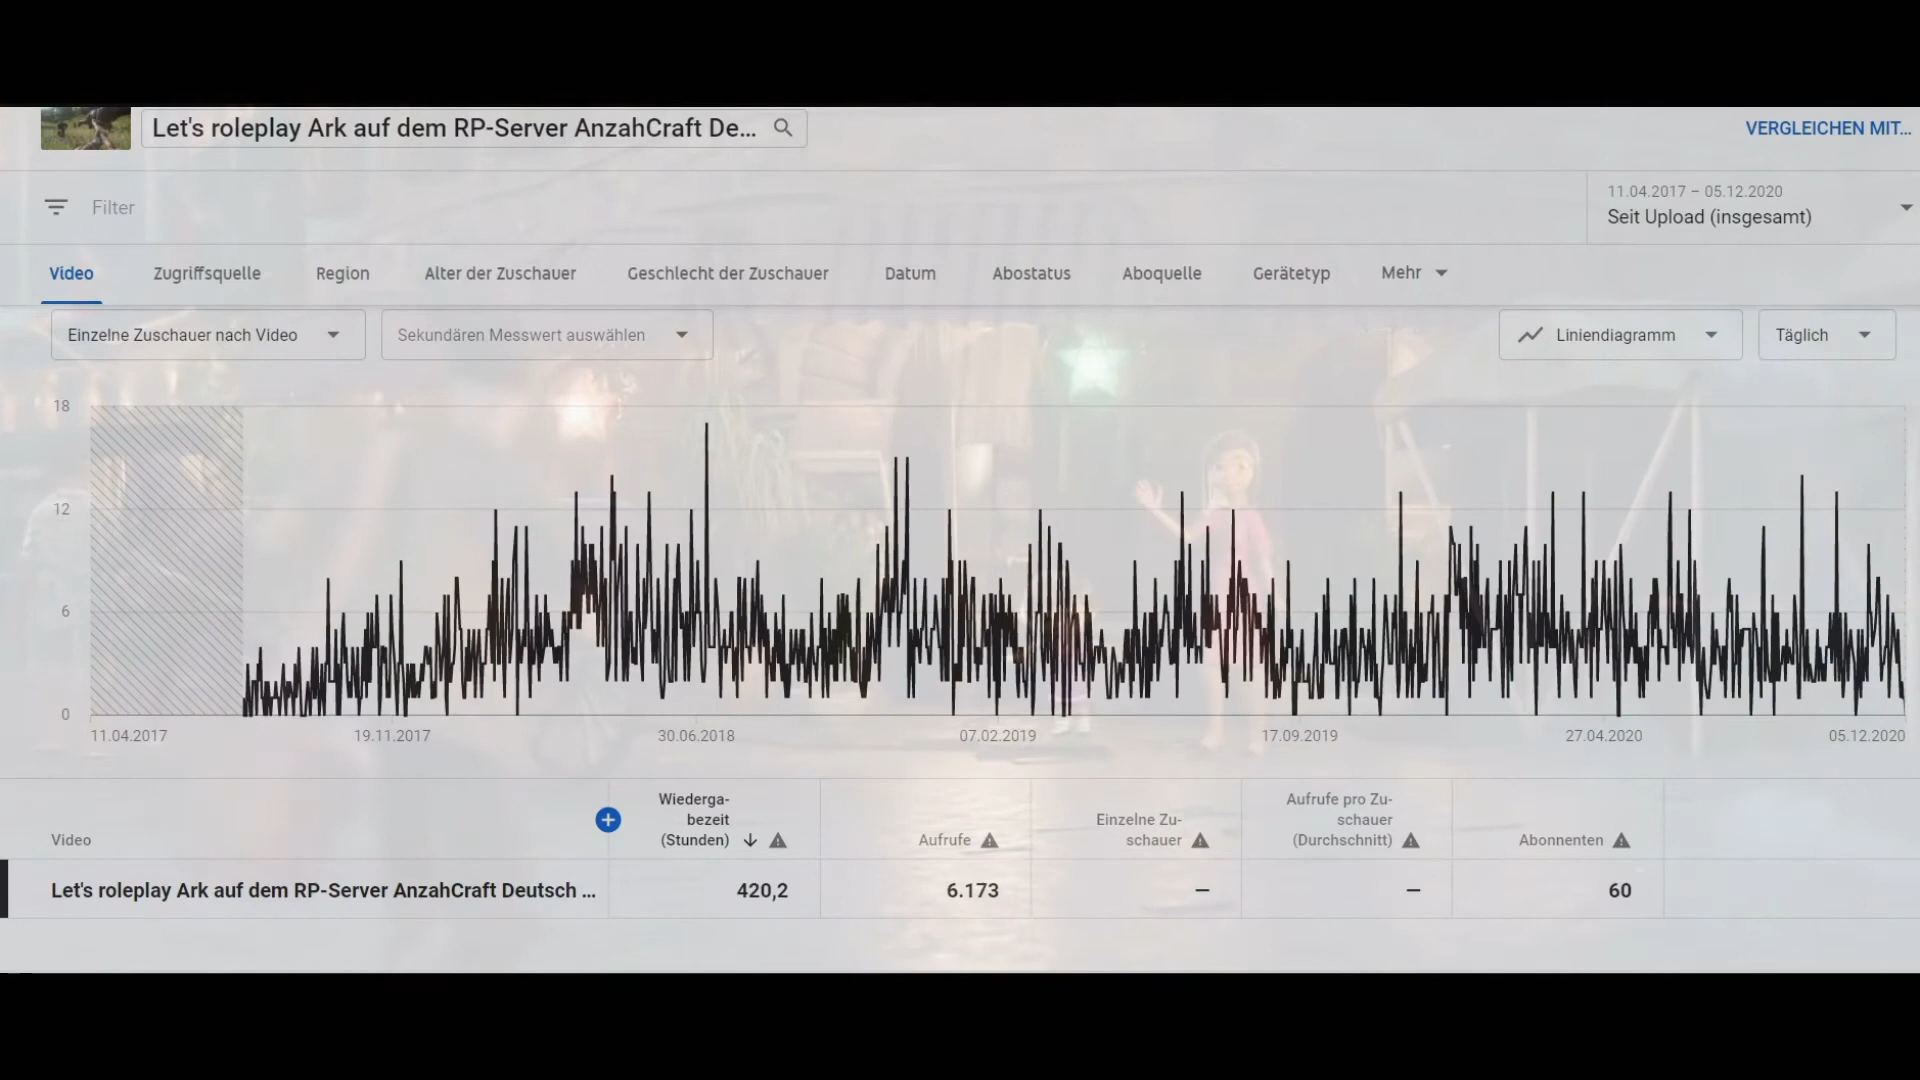 Let's roleplay Ark auf dem RP-Server AnzahCraft De...
VERGLEICHEN MIT...
Filter
11.04.2017 – 05.12.2020
Seit Upload (insgesamt)
Video
Zugriffsquelle
Region
Alter der Zuschauer
Geschlecht der Zuschauer
Datum
Abostatus
Aboquelle
Gerätetyp
Mehr
Einzelne Zuschauer nach Video
Sekundären Messwert auswählen
Liniendiagramm
Täglich
18
12
6
0
11.04.2017
19.11.2017
30.06.2018
07.02.2019
17.09.2019
27.04.2020
05.12.2020
Video
Wiederga-
bezeit
(Stunden)
Aufrufe
Einzelne Zu-
schauer
Aufrufe pro Zu-
schauer
(Durchschnitt)
Abonnenten
Let's roleplay Ark auf dem RP-Server AnzahCraft Deutsch ...
420,2
6.173
—
—
60